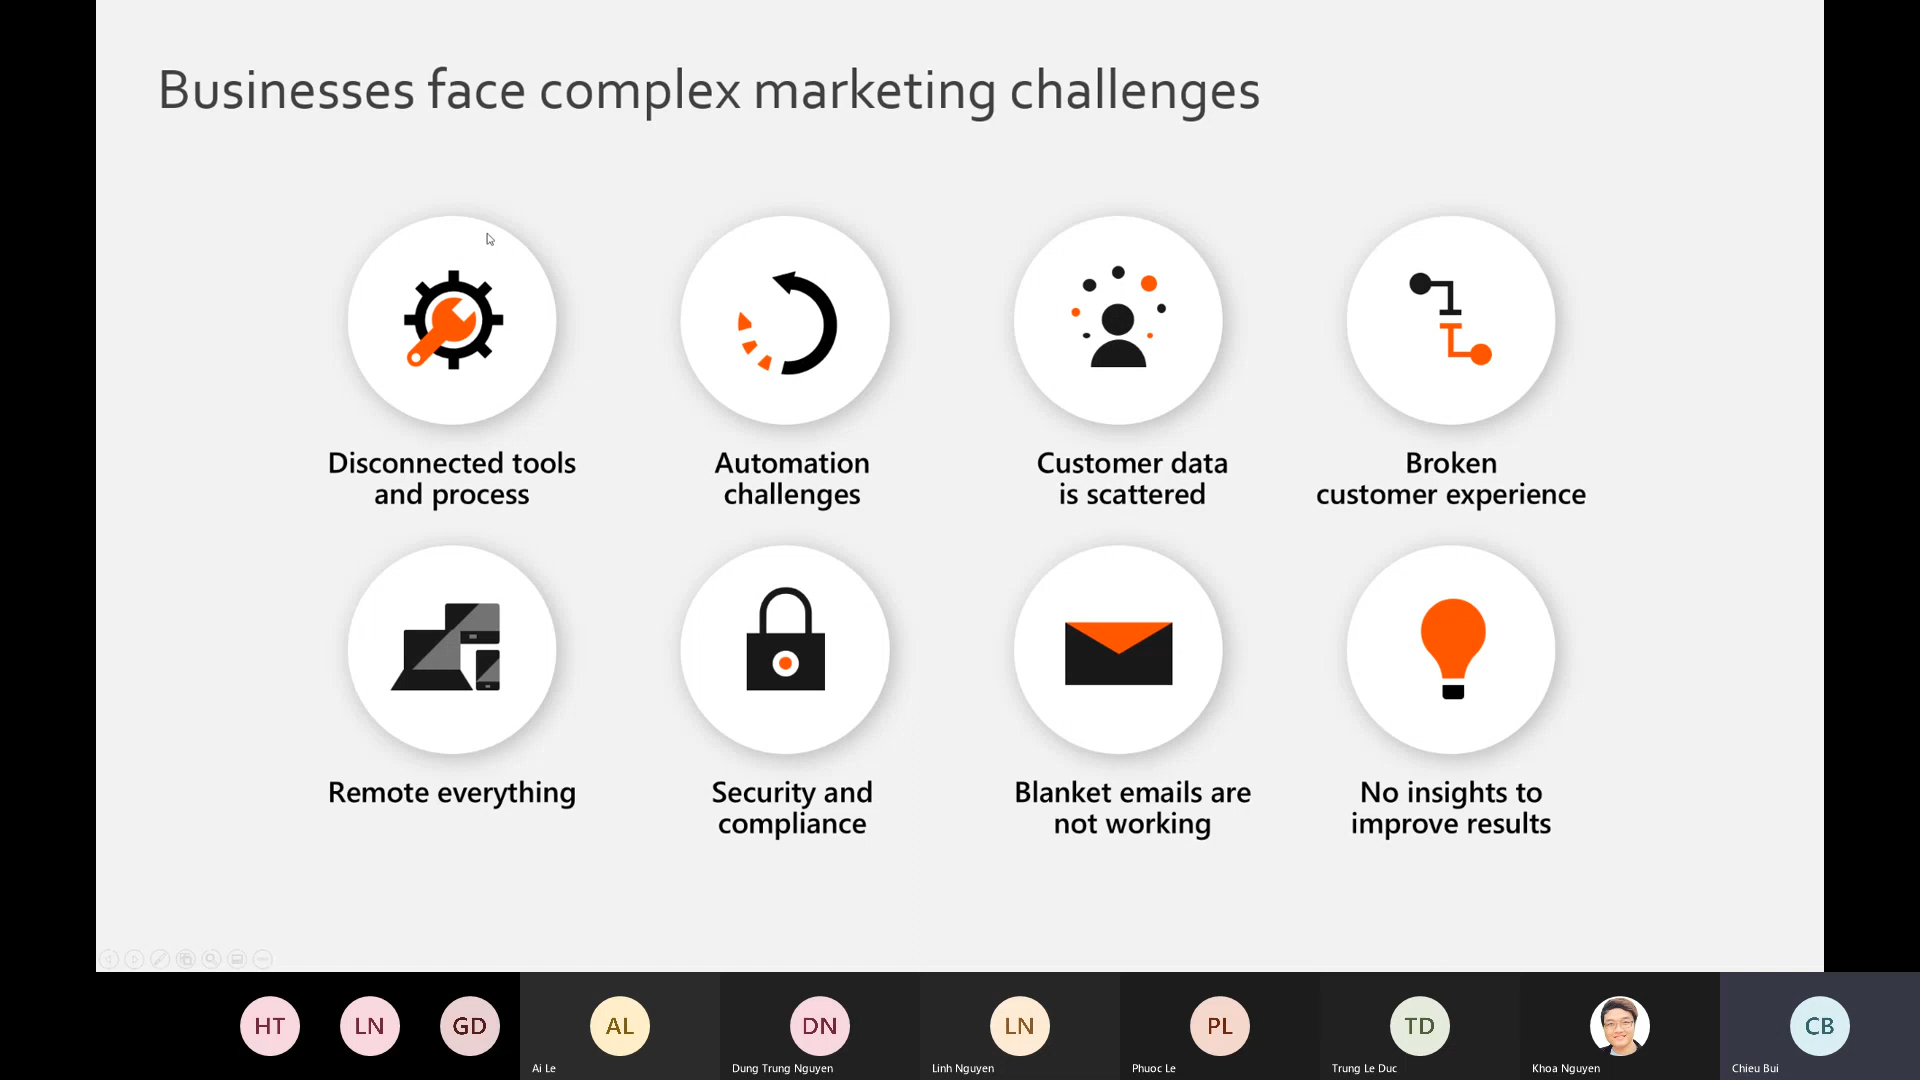 Businesses face complex marketing challenges
Disconnected tools
and process
Automation
challenges
Customer data
is scattered
Broken
customer experience
Remote everything
Security and
compliance
Blanket emails are
not working
No insights to
improve results
HT
LN
GD
AL
DN
LN
PL
TD
CB
Ai Le
Dung Trung Nguyen
Linh Nguyen
Phuoc Le
Trung Le Duc
Khoa Nguyen
Chieu Bui